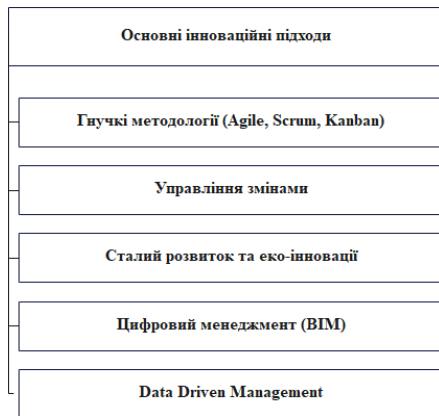 Основні інноваційні підходи
Гнучкі методології (Agile, Scrum, Kanban)
Управління змінами
Сталий розвиток та еко-інновації
Цифровий менеджмент (BIM)
Data Driven Management